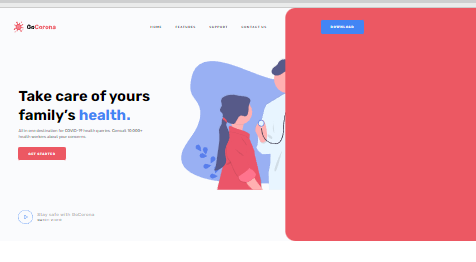 GoCorona
HOME FEATURES SUPPORT CONTACT US
DOWNLOAD
Take care of yours
family's health.
All in one destination for COVID-19 health queries. Consult 10,000+
health workers about your concerns.
GET STARTED
Stay safe with GoCorona